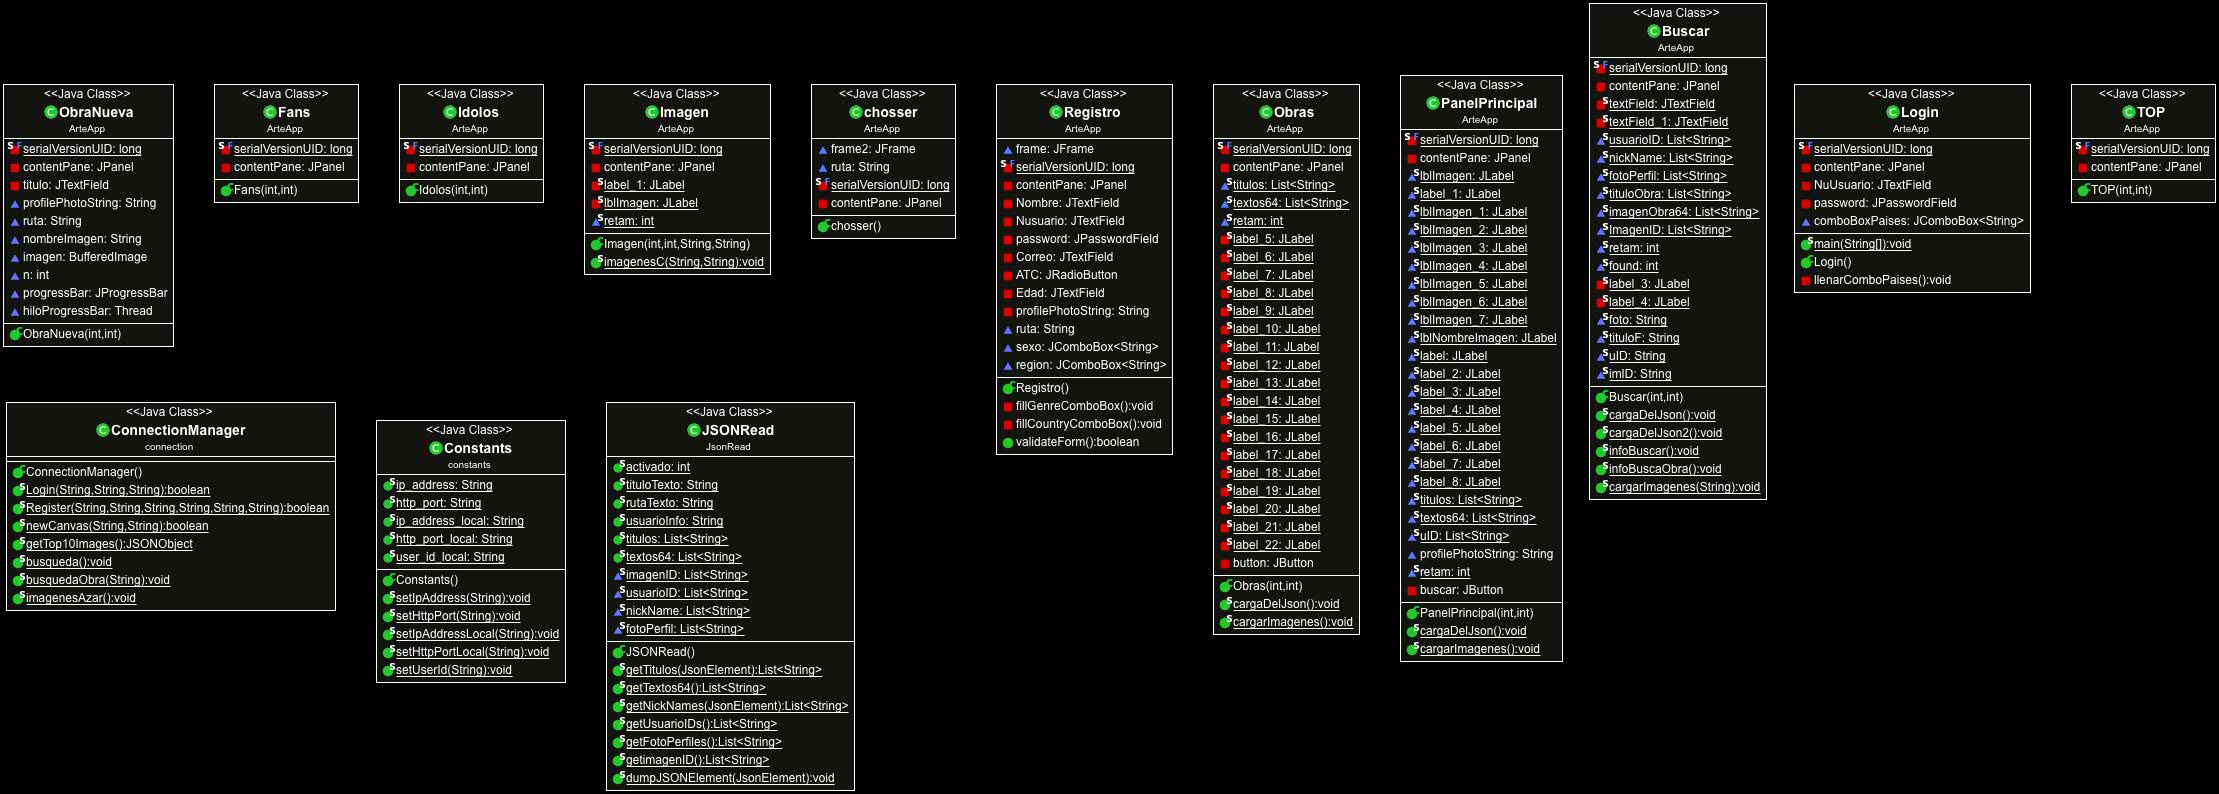 <<Java Class>>
ObraNueva
ArteApp
serialVersionUID: long
contentPane: JPanel
titulo: JTextField
profilePhotoString: String
ruta: String
nombreImagen: String
imagen: BufferedImage
n: int
progressBar: JProgressBar
hiloProgressBar: Thread
ObraNueva(int,int)
<<Java Class>>
Fans
ArteApp
serialVersionUID: long
contentPane: JPanel
Fans(int,int)
<<Java Class>>
Idolos
ArteApp
serialVersionUID: long
contentPane: JPanel
Idolos(int,int)
<<Java Class>>
Imagen
ArteApp
serialVersionUID: long
contentPane: JPanel
label_1: JLabel
lblImagen: JLabel
retam: int
Imagen(int,int,String,String)
imagenesC(String,String):void
<<Java Class>>
chosser
ArteApp
frame2: JFrame
ruta: String
serialVersionUID: long
contentPane: JPanel
chosser()
<<Java Class>>
Registro
ArteApp
frame: JFrame
serialVersionUID: long
contentPane: JPanel
Nombre: JTextField
Nusuario: JTextField
password: JPasswordField
Correo: JTextField
ATC: JRadioButton
Edad: JTextField
profilePhotoString: String
ruta: String
sexo: JComboBox<String>
region: JComboBox<String>
Registro()
fillGenreComboBox():void
fillCountryComboBox():void
validateForm():boolean
<<Java Class>>
Obras
ArteApp
serialVersionUID: long
contentPane: JPanel
titulos: List<String>
textos64: List<String>
retam: int
label_5: JLabel
label_6: JLabel
label_7: JLabel
label_8: JLabel
label_9: JLabel
label_10: JLabel
label_11: JLabel
label_12: JLabel
label_13: JLabel
label_14: JLabel
label_15: JLabel
label_16: JLabel
label_17: JLabel
label_18: JLabel
label_19: JLabel
label_20: JLabel
label_21: JLabel
label_22: JLabel
button: JButton
Obras(int,int)
cargaDelJson():void
cargarImagenes():void
<<Java Class>>
PanelPrincipal
ArteApp
serialVersionUID: long
contentPane: JPanel
lblImagen: JLabel
label_1: JLabel
lblImagen_1: JLabel
lblImagen_2: JLabel
lblImagen_3: JLabel
lblImagen_4: JLabel
lblImagen_5: JLabel
lblImagen_6: JLabel
lblImagen_7: JLabel
lblNombreImagen: JLabel
label: JLabel
label_2: JLabel
label_3: JLabel
label_4: JLabel
label_5: JLabel
label_6: JLabel
label_7: JLabel
label_8: JLabel
titulos: List<String>
textos64: List<String>
uID: List<String>
profilePhotoString: String
retam: int
buscar: JButton
PanelPrincipal(int,int)
cargaDelJson():void
cargarImagenes():void
<<Java Class>>
Buscar
ArteApp
serialVersionUID: long
contentPane: JPanel
textField: JTextField
textField_1: JTextField
usuarioID: List<String>
nickName: List<String>
fotoPerfil: List<String>
tituloObra: List<String>
imagenObra64: List<String>
ImagenID: List<String>
retam: int
found: int
label_3: JLabel
label_4: JLabel
foto: String
tituloF: String
uID: String
imID: String
Buscar(int,int)
cargaDelJson():void
cargaDelJson2():void
infoBuscar():void
infoBuscaObra():void
cargarImagenes(String):void
<<Java Class>>
Login
ArteApp
serialVersionUID: long
contentPane: JPanel
NuUsuario: JTextField
password: JPasswordField
comboBoxPaises: JComboBox<String>
main(String[]):void
Login()
llenarComboPaises():void
<<Java Class>>
TOP
ArteApp
serialVersionUID: long
contentPane: JPanel
TOP(int,int)
<<Java Class>>
ConnectionManager
connection
ConnectionManager()
Login(String,String,String):boolean
Register(String,String,String,String,String,String):boolean
newCanvas(String,String):boolean
getTop10Images():JSONObject
busqueda():void
busquedaObra(String):void
imagenesAzar():void
<<Java Class>>
Constants
constants
ip_address: String
http_port: String
ip_address_local: String
http_port_local: String
user_id_local: String
Constants()
setIpAddress(String):void
setHttpPort(String):void
setIpAddressLocal(String):void
setHttpPortLocal(String):void
setUserId(String):void
<<Java Class>>
JSONRead
JsonRead
activado: int
tituloTexto: String
rutaTexto: String
usuarioInfo: String
titulos: List<String>
textos64: List<String>
imagenID: List<String>
usuarioID: List<String>
nickName: List<String>
fotoPerfil: List<String>
JSONRead()
getTitulos(JsonElement):List<String>
getTextos64():List<String>
getNickNames(JsonElement):List<String>
getUsuarioIDs():List<String>
getFotoPerfiles():List<String>
getimagenID():List<String>
dumpJSONElement(JsonElement):void